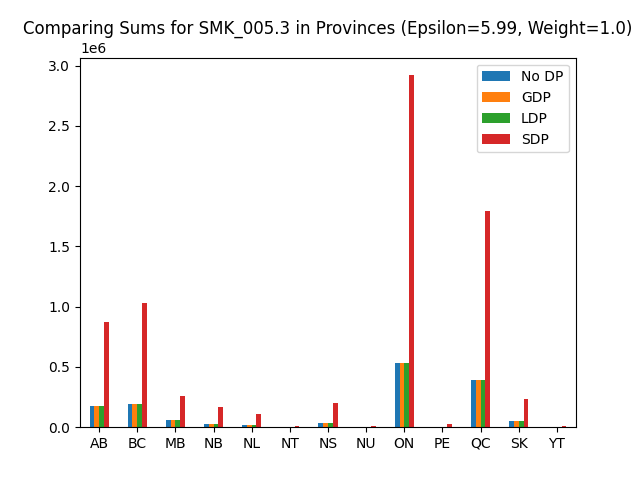 Comparing Sums for SMK_005.3 in Provinces (Epsilon=5.99, Weight=1.0)
1e6
3.0
2.5
2.0
1.5
1.0
0.5
0.0
No DP
GDP
LDP
SDP
AB BC MB NB NL NT NS NU ON PE QC SK YT